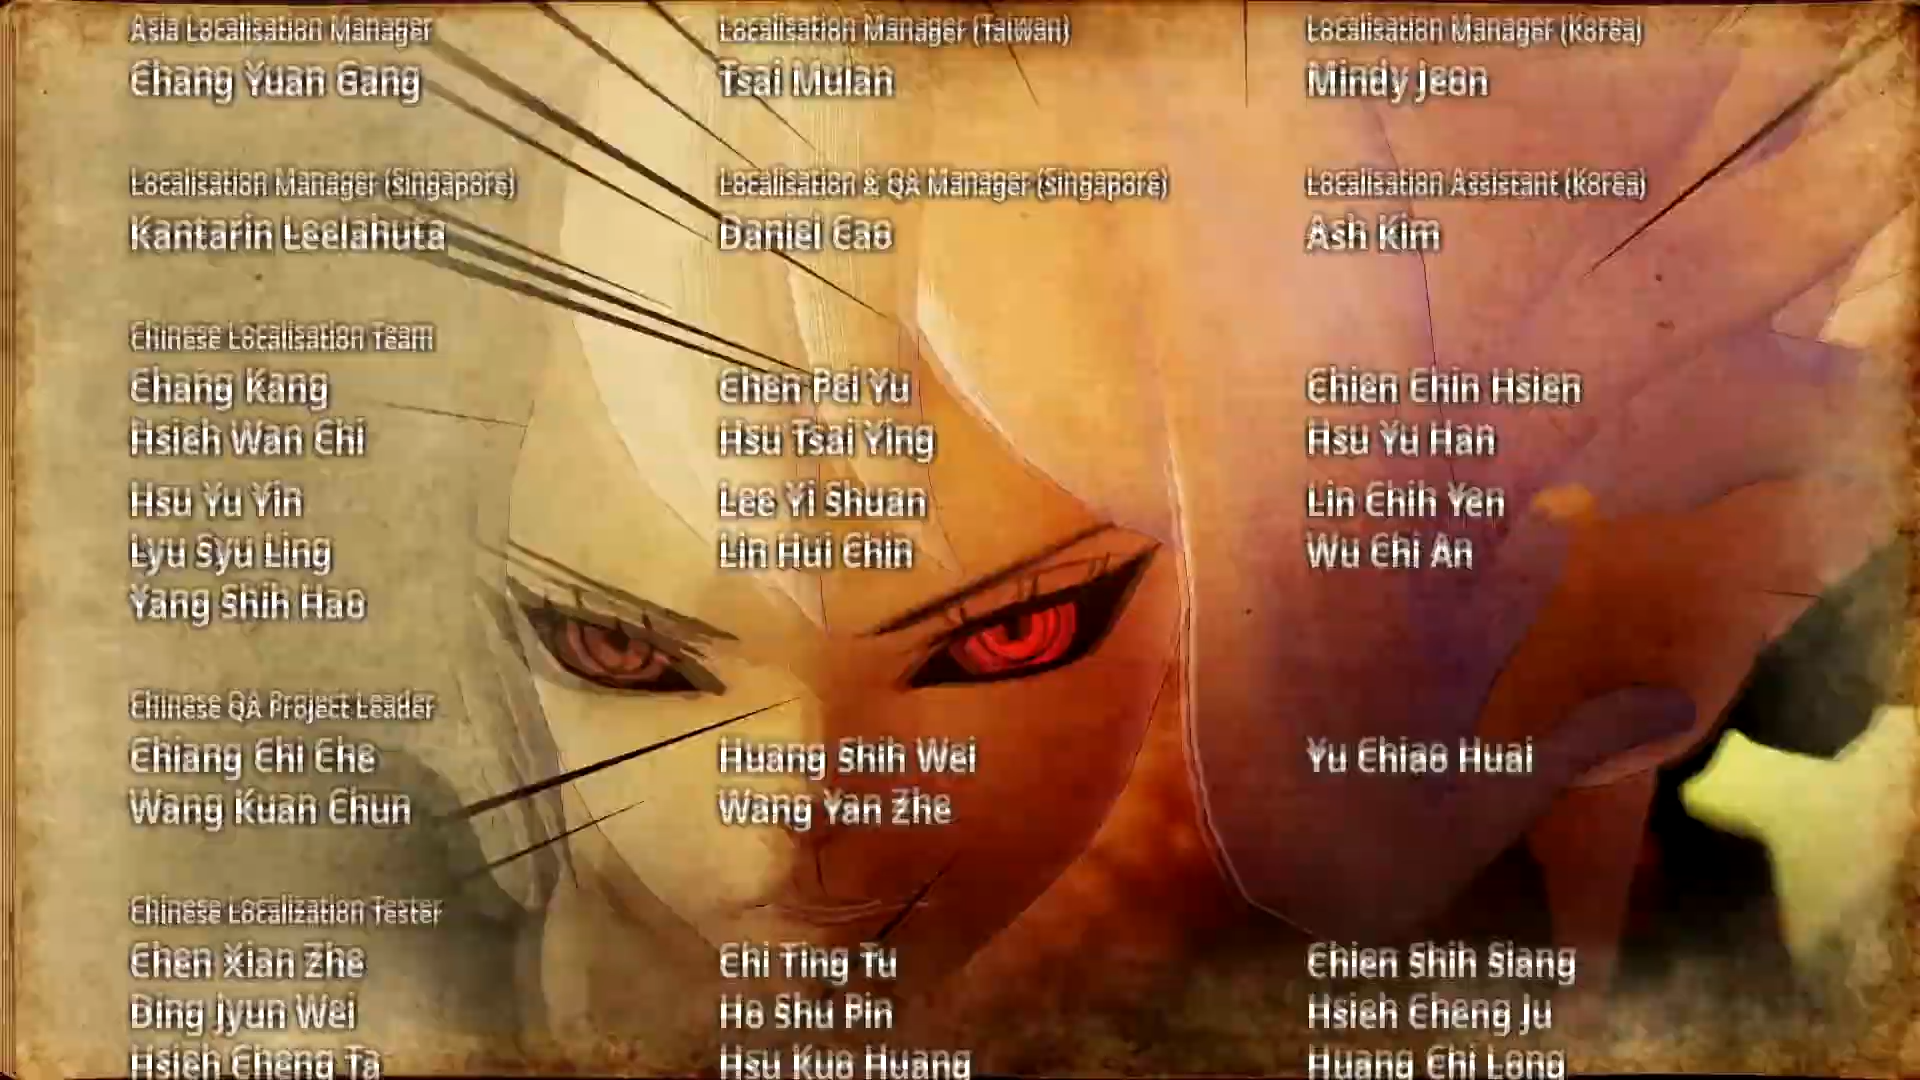 Asia Localisation Manager Localisation Manager (Taiwan) Localisation Manager (Korea)
Chang Yuan Gang Tsai Mulan Mindy Jeon
Localisation Manager (Singapore) Localisation & QA Manager (Singapore) Localisation Assistant (Korea)
Kantarin Leelahuta Daniel Cao Ash Kim
Chinese Localisation Team
Chang Kang Chen Pei Yu Chien Chin Hsien
Hsieh Wan Chi Hsu Tsai Ying Hsu Yu Han
Hsu Yu Yin Lee Yi Shuan Lin Chih Yen
Lyu Syu Ling Lin Hui Chin Wu Chi An
Yang Shih Hao
Chinese QA Project Leader
Chiang Chi Che Huang Shih Wei Yu Chiao Huai
Wang Kuan Chun Wang Yan Zhe
Chinese Localization Tester
Chen Xian Zhe Chi Ting Tu Chien Shih Siang
Ding Jyun Wei Ho Shu Pin Hsieh Cheng Ju
Hsieh Cheng Ta Hsu Kuo Huang Huang Chi Long